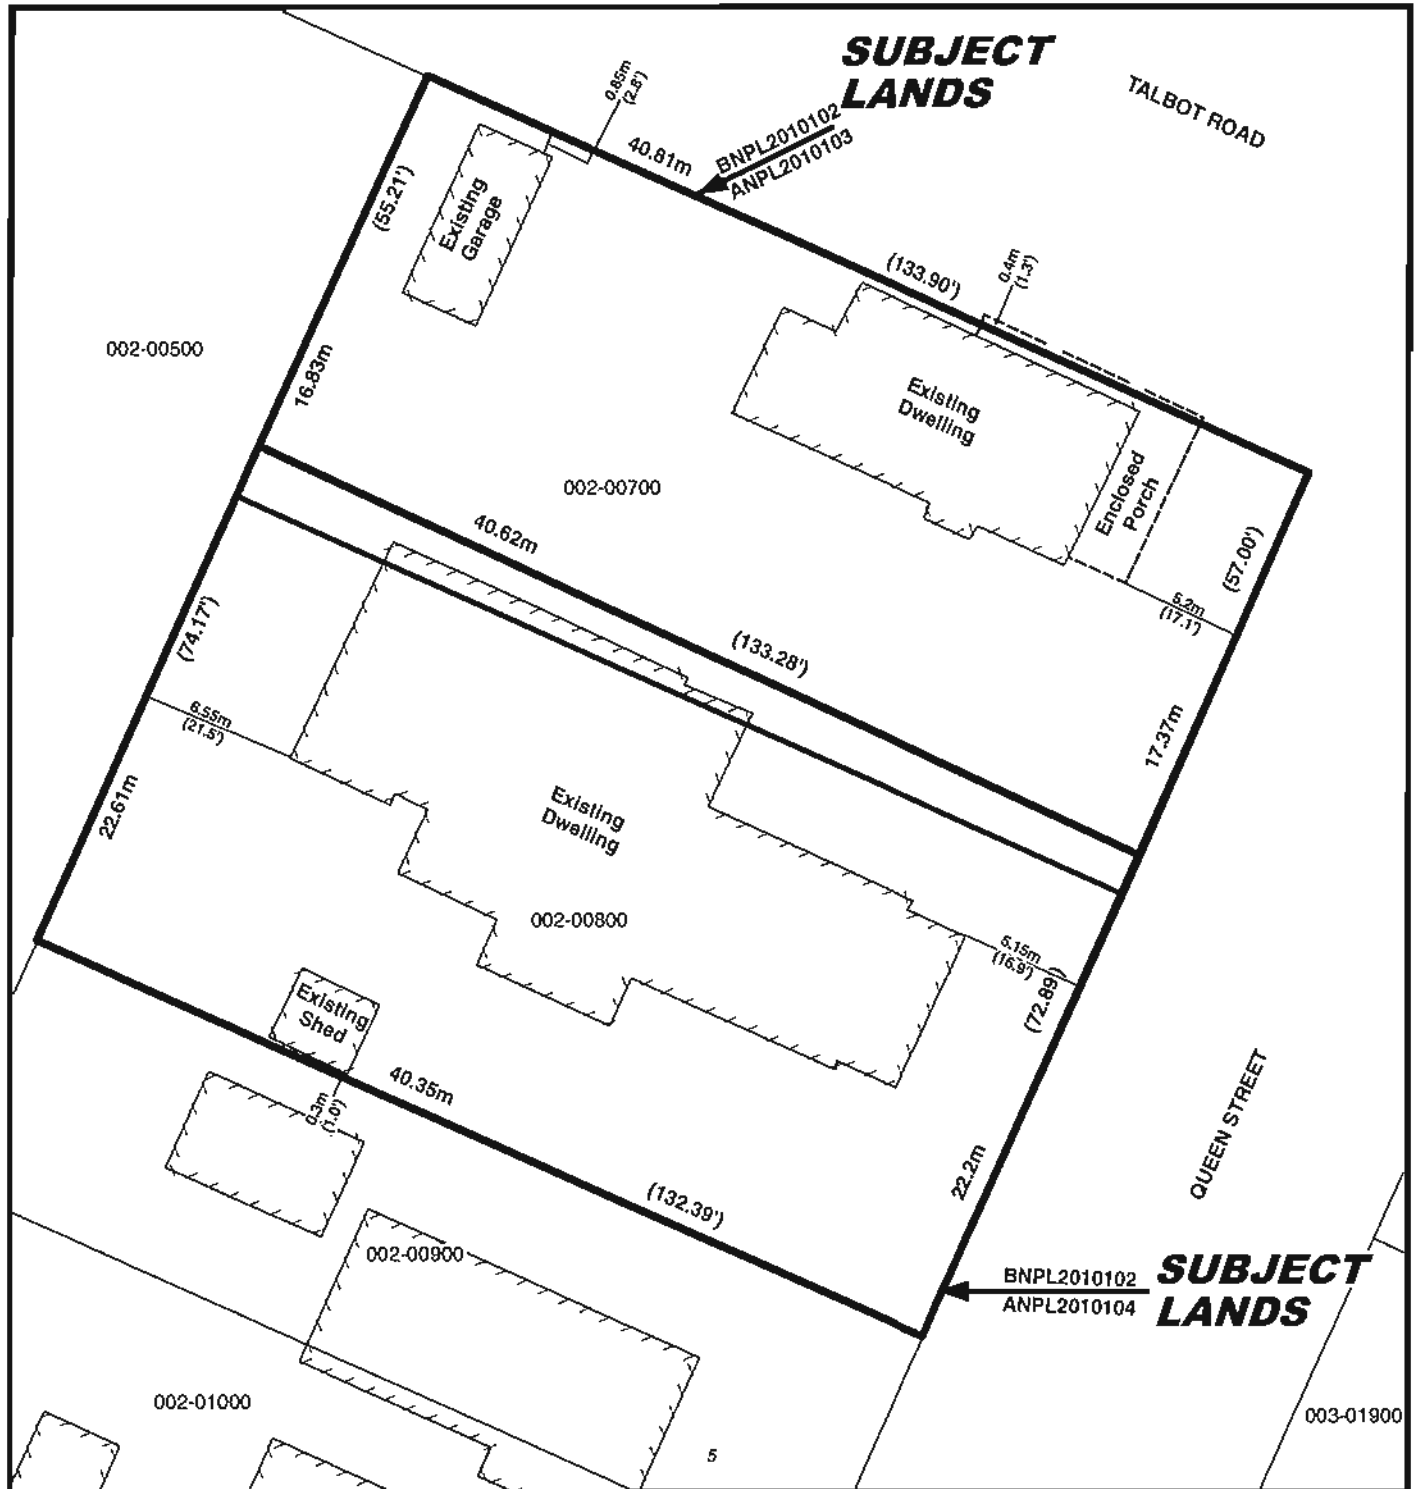 SUBJECT
LANDS
TALBOT ROAD
0.85m
(2.8')
40.81m
BNPL2010102
ANPL2010103
(55.21')
Existing
Garage
(133.90')
0.4m
(1.3')
002-00500
16.83m
Existing
Dwelling
Enclosed
Porch
002-00700
40.62m
(57.00')
5.2m
(17.1')
(74.17')
(133.28')
6.55m
(21.5')
17.37m
22.61m
Existing
Dwelling
002-00800
5.15m
(16.9')
(72.89')
Existing
Shed
40.35m
0.3m
(1.0')
QUEEN STREET
22.2m
(132.39')
002-00900
BNPL2010102
ANPL2010104
SUBJECT
LANDS
002-01000
003-01900
5